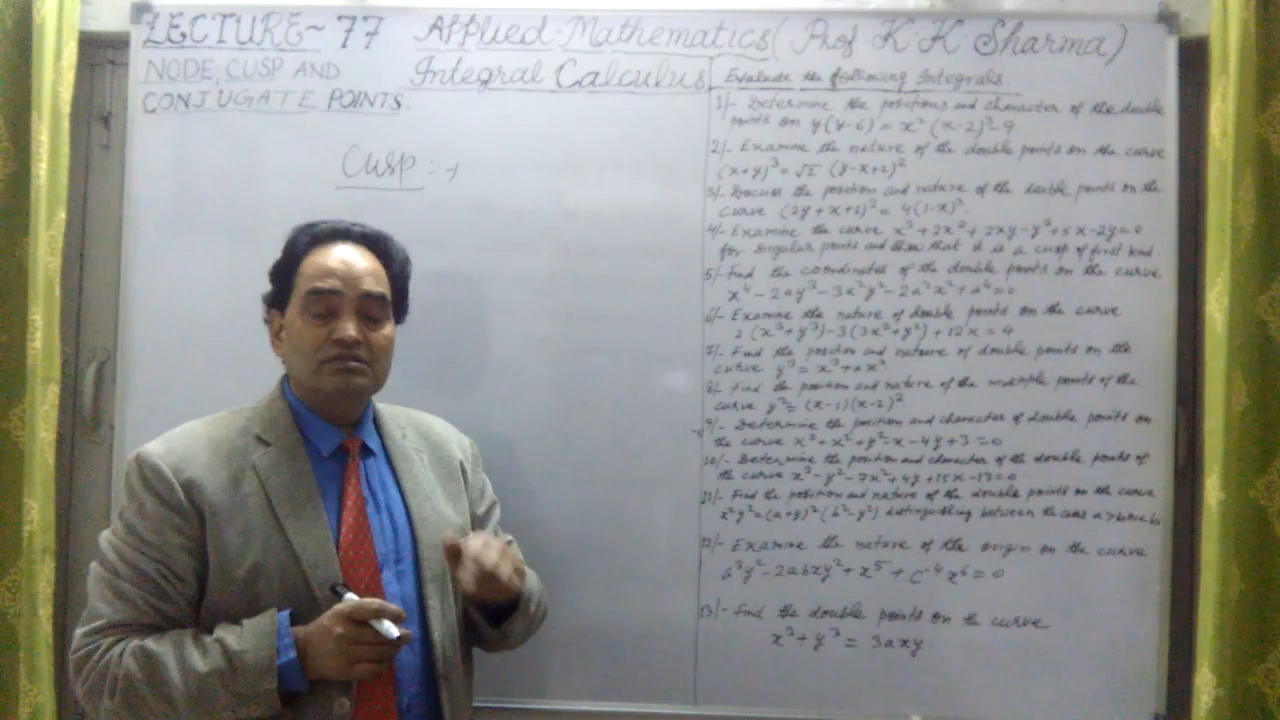 LECTURE~77 Applied Mathematics (Prof K.K Sharma)
NODE, CUSP AND
CONJUGATE POINTS.
Integral Calculus
Cusp :→
Evaluate the following Integrals.
1/- Determine the positions and character of the double
points on y(y-6) = x²(x-2)³-9
2/- Examine the nature of the double points on the curve
(x+y)³ = √2 (y-x+2)²
3/- Discuss the position and nature of the double points on the
curve (2y+x+1)² = 4(1-x)⁵.
4/- Examine the curve x³+2x²+2xy-y²+5x-2y=0
for singular points and show that it is a cusp of first kind
5/- Find the coordinates of the double points on the curve
x⁴-2ay³-3a²y²-2a²x²+a⁴=0
6/- Examine the nature of double points on the curve
2(x³+y³)-3(3x²+y²)+12x=4
7/- Find the position and nature of double points on the
curve y³=x³+ax²
8/- Find the position and nature of the multiple points of the
curve y²=(x-1)(x-2)².
9/- Determine the position and character of double points on
the curve x³+x²+y²-x-4y+3=0
10/- Determine the position and character of the double points of
the curve x³-y²-7x²+4y+15x-13=0
11/- Find the position and nature of the double points on the curve
x²y²=(a+y)²(b²-y²) distinguishing between the cases a>b
12/- Examine the nature of the origin on the curve
a³y²-2abxy²+x⁵+c⁻⁴x⁶=0
13/- Find the double points on the curve
x³+y³=3axy.